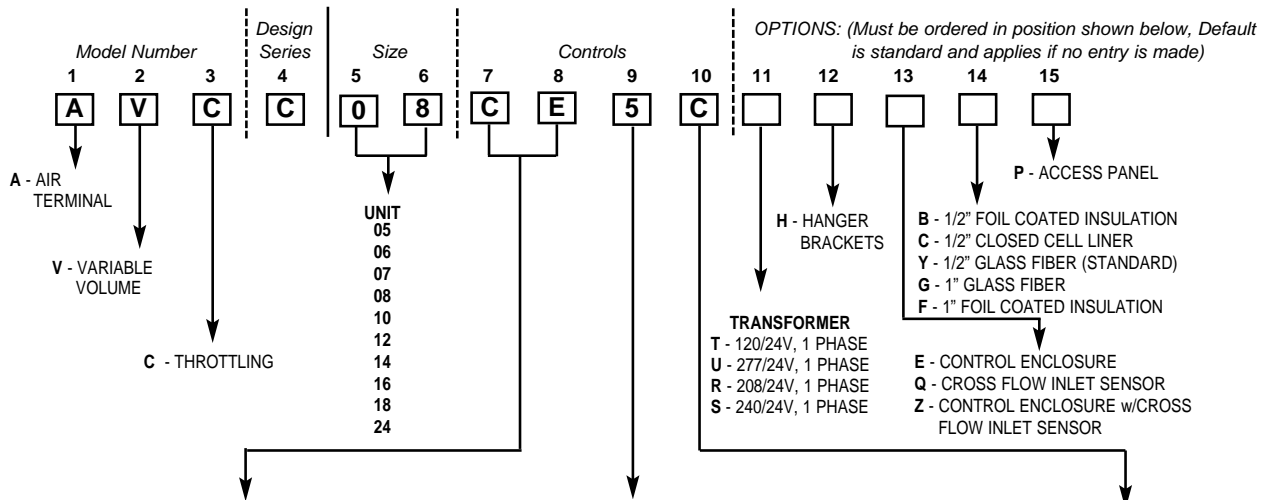 Model Number
Design
Series
Size
Controls
OPTIONS: (Must be ordered in position shown below, Default
is standard and applies if no entry is made)
1 2 3 4 5 6 7 8 9 10 11 12 13 14 15
A V C C 0 8 C E 5 C
A - AIR
TERMINAL
V - VARIABLE
VOLUME
C - THROTTLING
UNIT
05
06
07
08
10
12
14
16
18
24
TRANSFORMER
T - 120/24V, 1 PHASE
U - 277/24V, 1 PHASE
R - 208/24V, 1 PHASE
S - 240/24V, 1 PHASE
H - HANGER
BRACKETS
P - ACCESS PANEL
B - 1/2” FOIL COATED INSULATION
C - 1/2” CLOSED CELL LINER
Y - 1/2” GLASS FIBER (STANDARD)
G - 1” GLASS FIBER
F - 1” FOIL COATED INSULATION
E - CONTROL ENCLOSURE
Q - CROSS FLOW INLET SENSOR
Z - CONTROL ENCLOSURE w/CROSS
FLOW INLET SENSOR